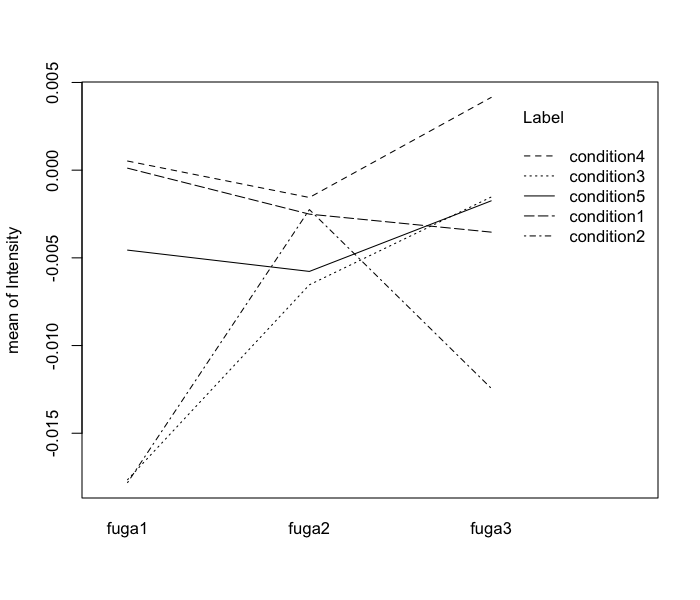 mean of Intensity
0.005
0.000
-0.005
-0.010
-0.015
Label
condition4
condition3
condition5
condition1
condition2
fuga1 fuga2 fuga3